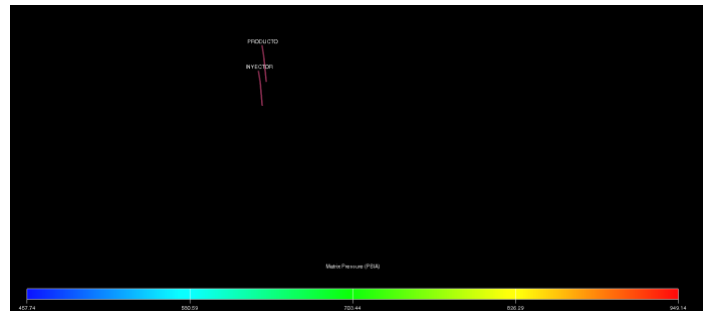 PRODUCTO
INYECTOR
Matrix Pressure (PSIA)
457.74 580.59 703.44 826.29 949.14